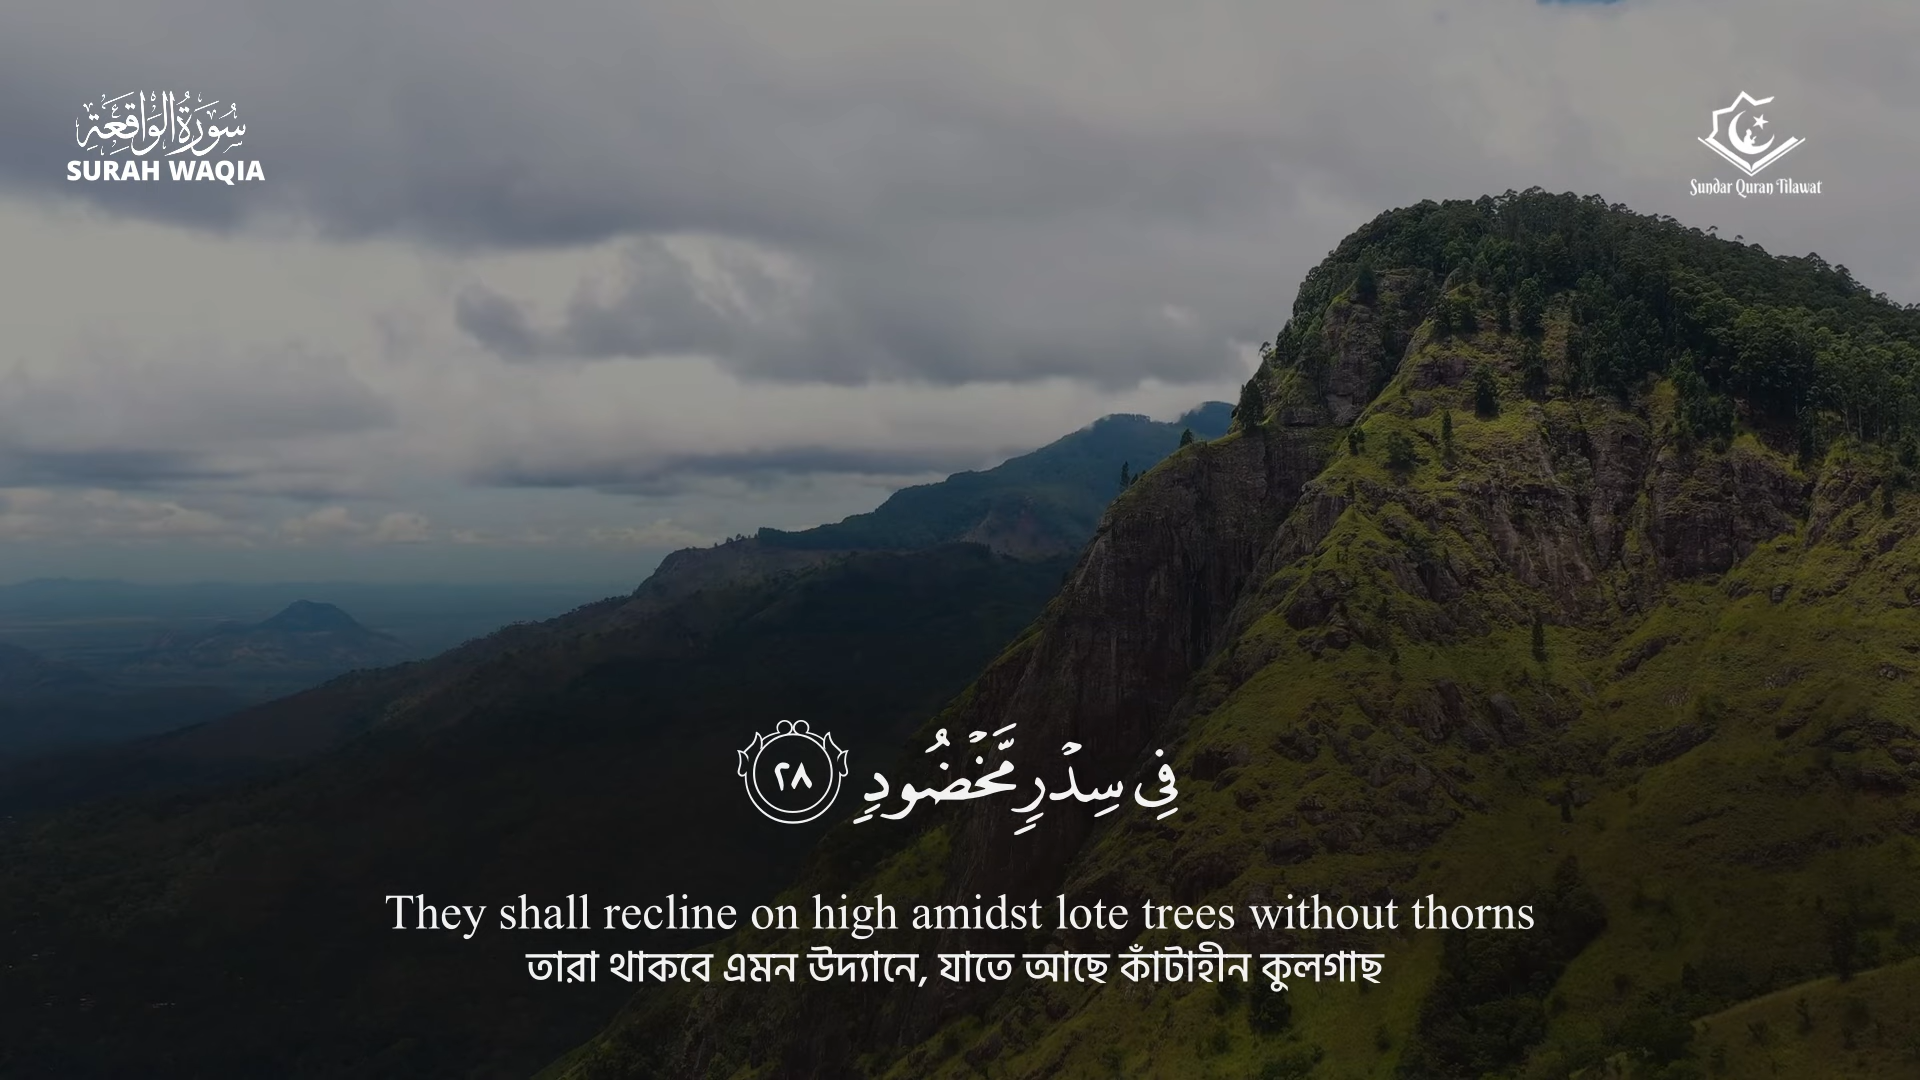 سُورَةُ الوَاقِعَة
SURAH WAQIA
Sundar Quran Tilawat
فِي سِدۡرٖ مَّخۡضُودٖ ٢٨
They shall recline on high amidst lote trees without thorns
তারা থাকবে এমন উদ্যানে, যাতে আছে কাঁটাহীন কুলগাছ